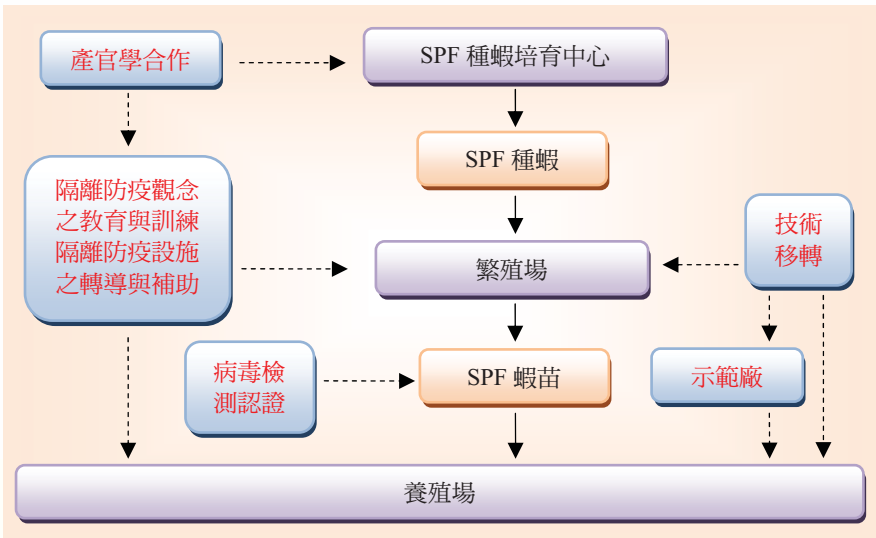 產官學合作
SPF 種蝦培育中心
SPF 種蝦
隔離防疫觀念
之教育與訓練
隔離防疫設施
之轉導與補助
技術
移轉
繁殖場
病毒檢
測認證
SPF 蝦苗
示範廠
養殖場